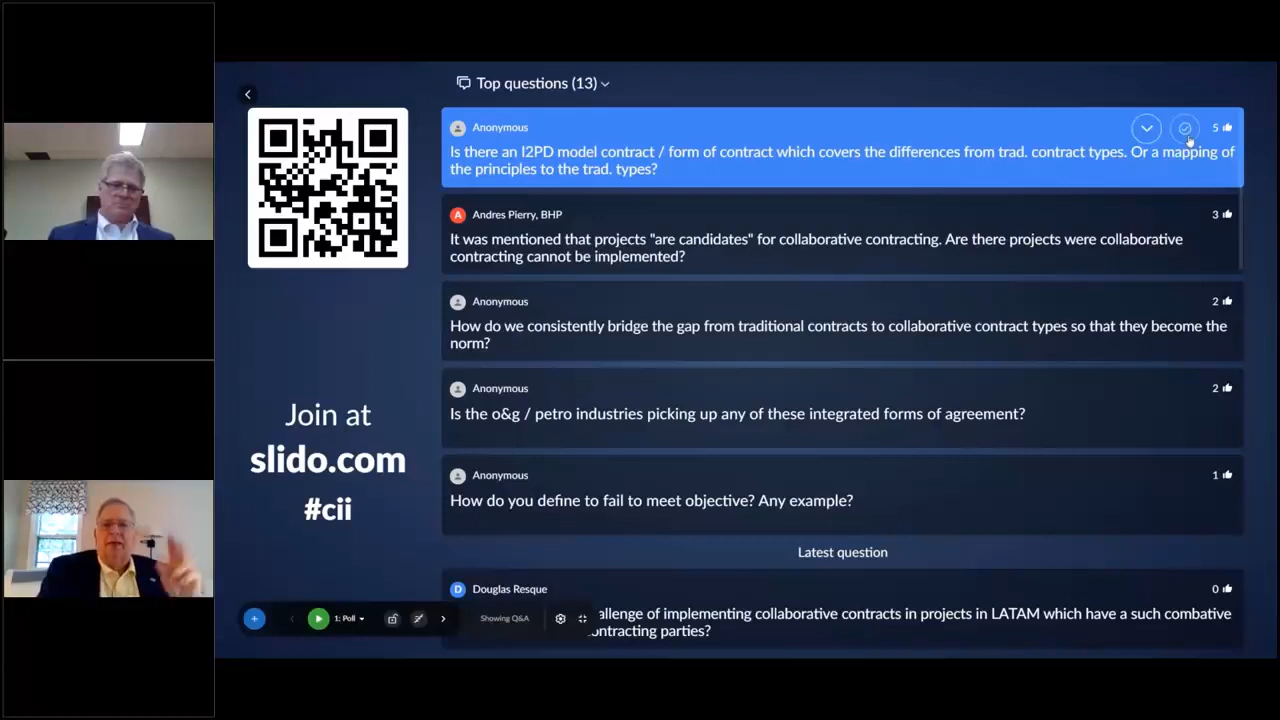 Top questions (13)
Anonymous
5
Is there an I2PD model contract / form of contract which covers the differences from trad. contract types. Or a mapping of
the principles to the trad. types?
A Andres Pierry, BHP
3
It was mentioned that projects "are candidates" for collaborative contracting. Are there projects were collaborative
contracting cannot be implemented?
Anonymous
2
How do we consistently bridge the gap from traditional contracts to collaborative contract types so that they become the
norm?
Anonymous
2
Is the o&g / petro industries picking up any of these integrated forms of agreement?
Anonymous
1
How do you define to fail to meet objective? Any example?
Latest question
D Douglas Resque
0
allenge of implementing collaborative contracts in projects in LATAM which have a such combative
contracting parties?
Join at
slido.com
#cii
1: Poll
Showing Q&A